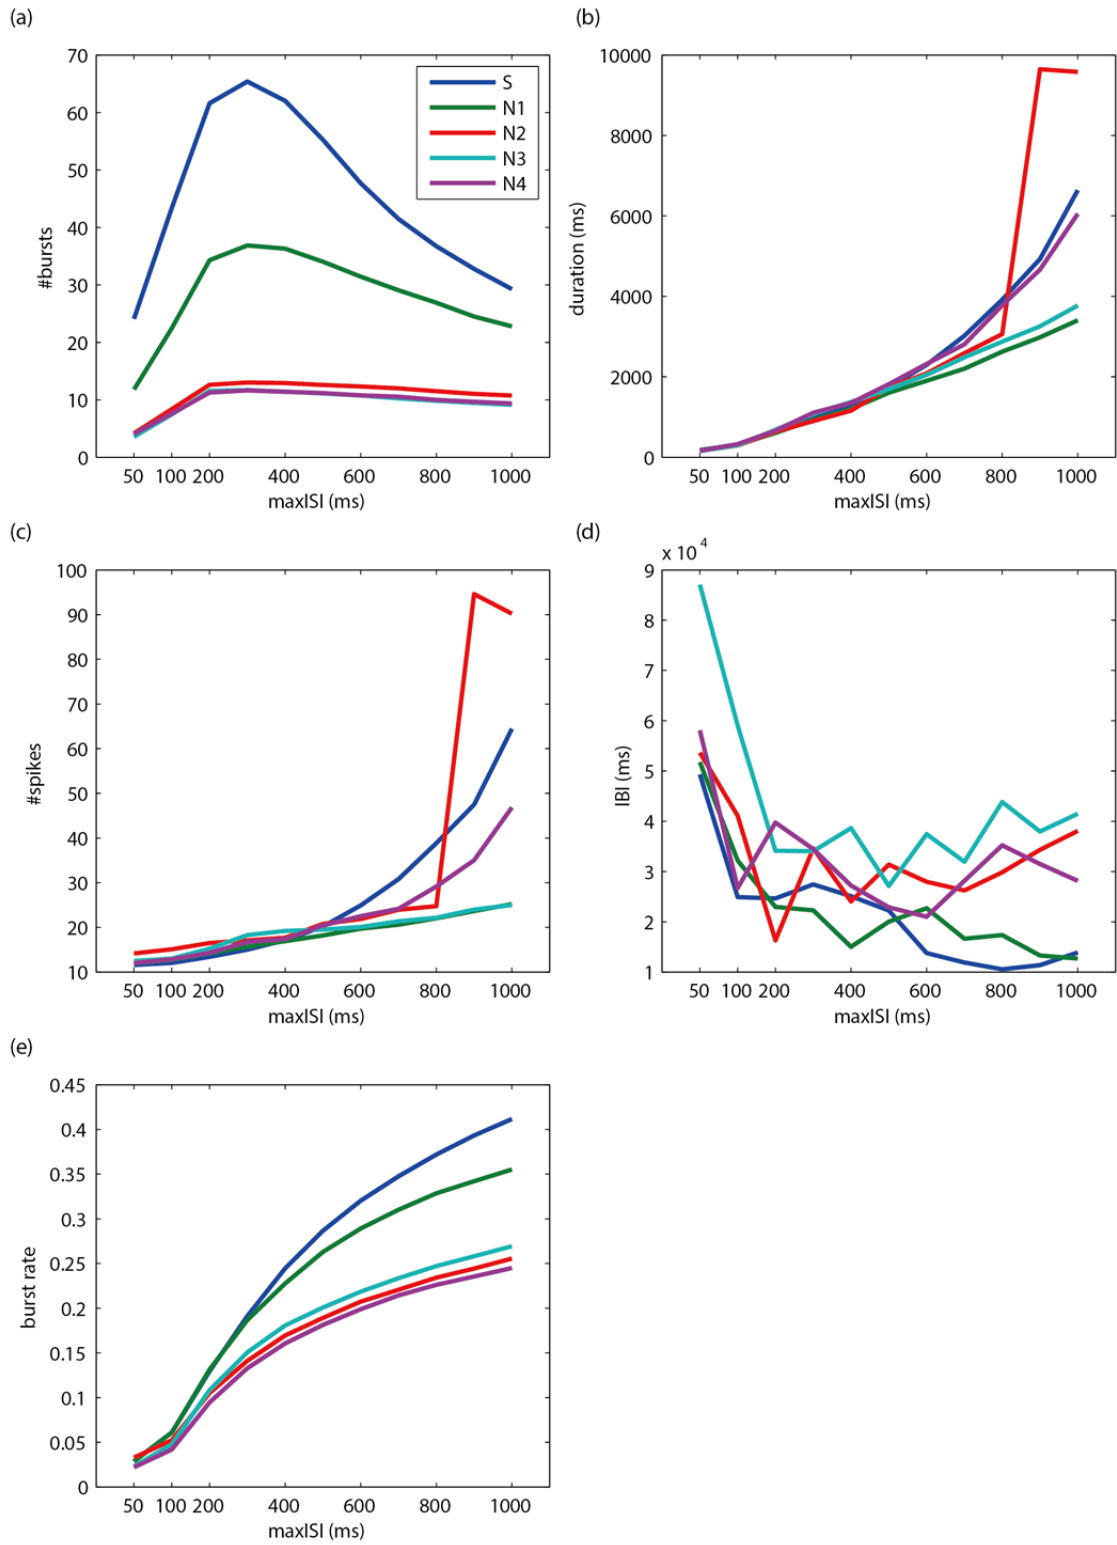 (a)
70
60
50
40
30
20
10
0
#bursts
S
N1
N2
N3
N4
50 100 200 400 600 800 1000
maxISI (ms)
(b)
10000
8000
6000
4000
2000
0
duration (ms)
50 100 200 400 600 800 1000
maxISI (ms)
(c)
100
90
80
70
60
50
40
30
20
10
#spikes
50 100 200 400 600 800 1000
maxISI (ms)
(d)
x 10 4
9
8
7
6
5
4
3
2
1
IBI (ms)
50 100 200 400 600 800 1000
maxISI (ms)
(e)
0.45
0.4
0.35
0.3
0.25
0.2
0.15
0.1
0.05
0
burst rate
50 100 200 400 600 800 1000
maxISI (ms)